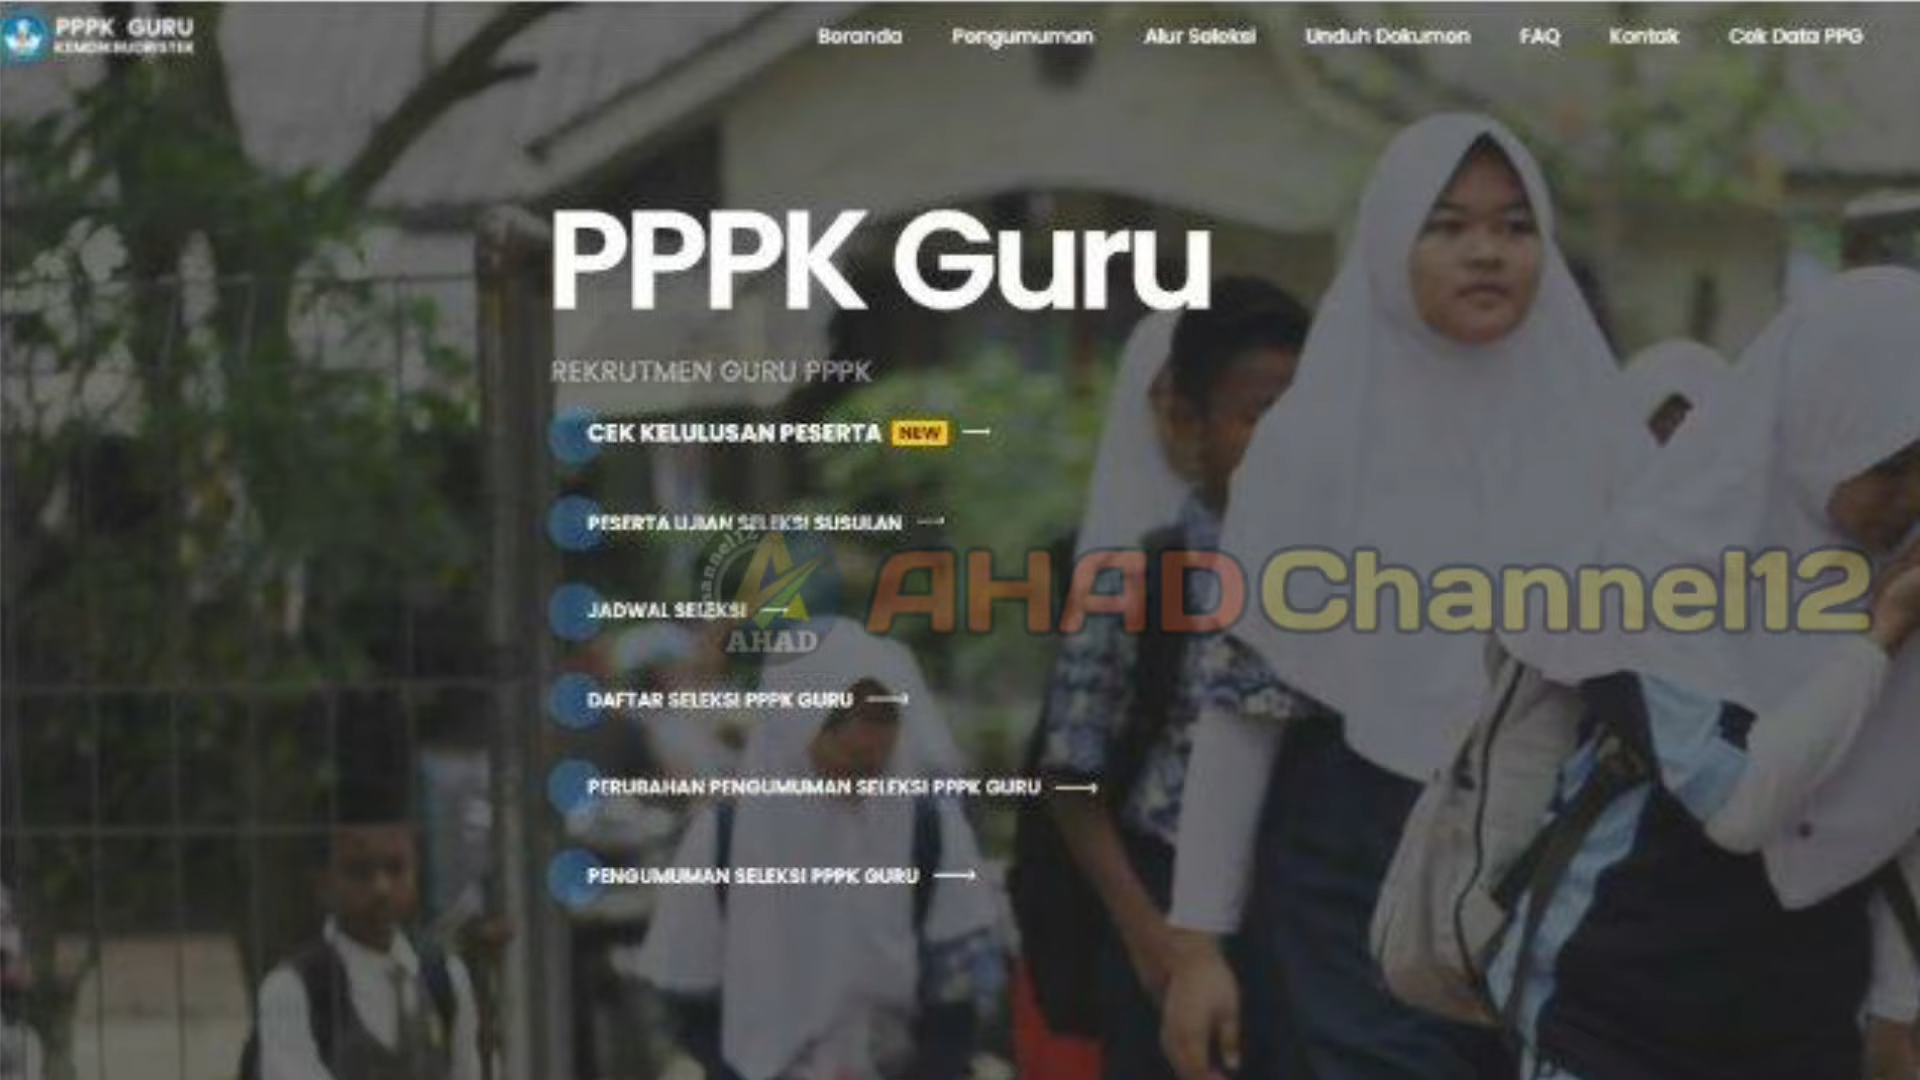 PPPK GURU
KEMDIKBUDRISTEK
Beranda
Pengumuman
Alur Seleksi
Unduh Dokumen
FAQ
Kontak
Cek Data PPG
PPPK Guru
REKRUTMEN GURU PPPK
CEK KELULUSAN PESERTA NEW
PESERTA UJIAN SELEKSI SUSULAN
Channel12
AHAD
AHAD Channel12
JADWAL SELEKSI
DAFTAR SELEKSI PPPK GURU
PERUBAHAN PENGUMUMAN SELEKSI PPPK GURU
PENGUMUMAN SELEKSI PPPK GURU